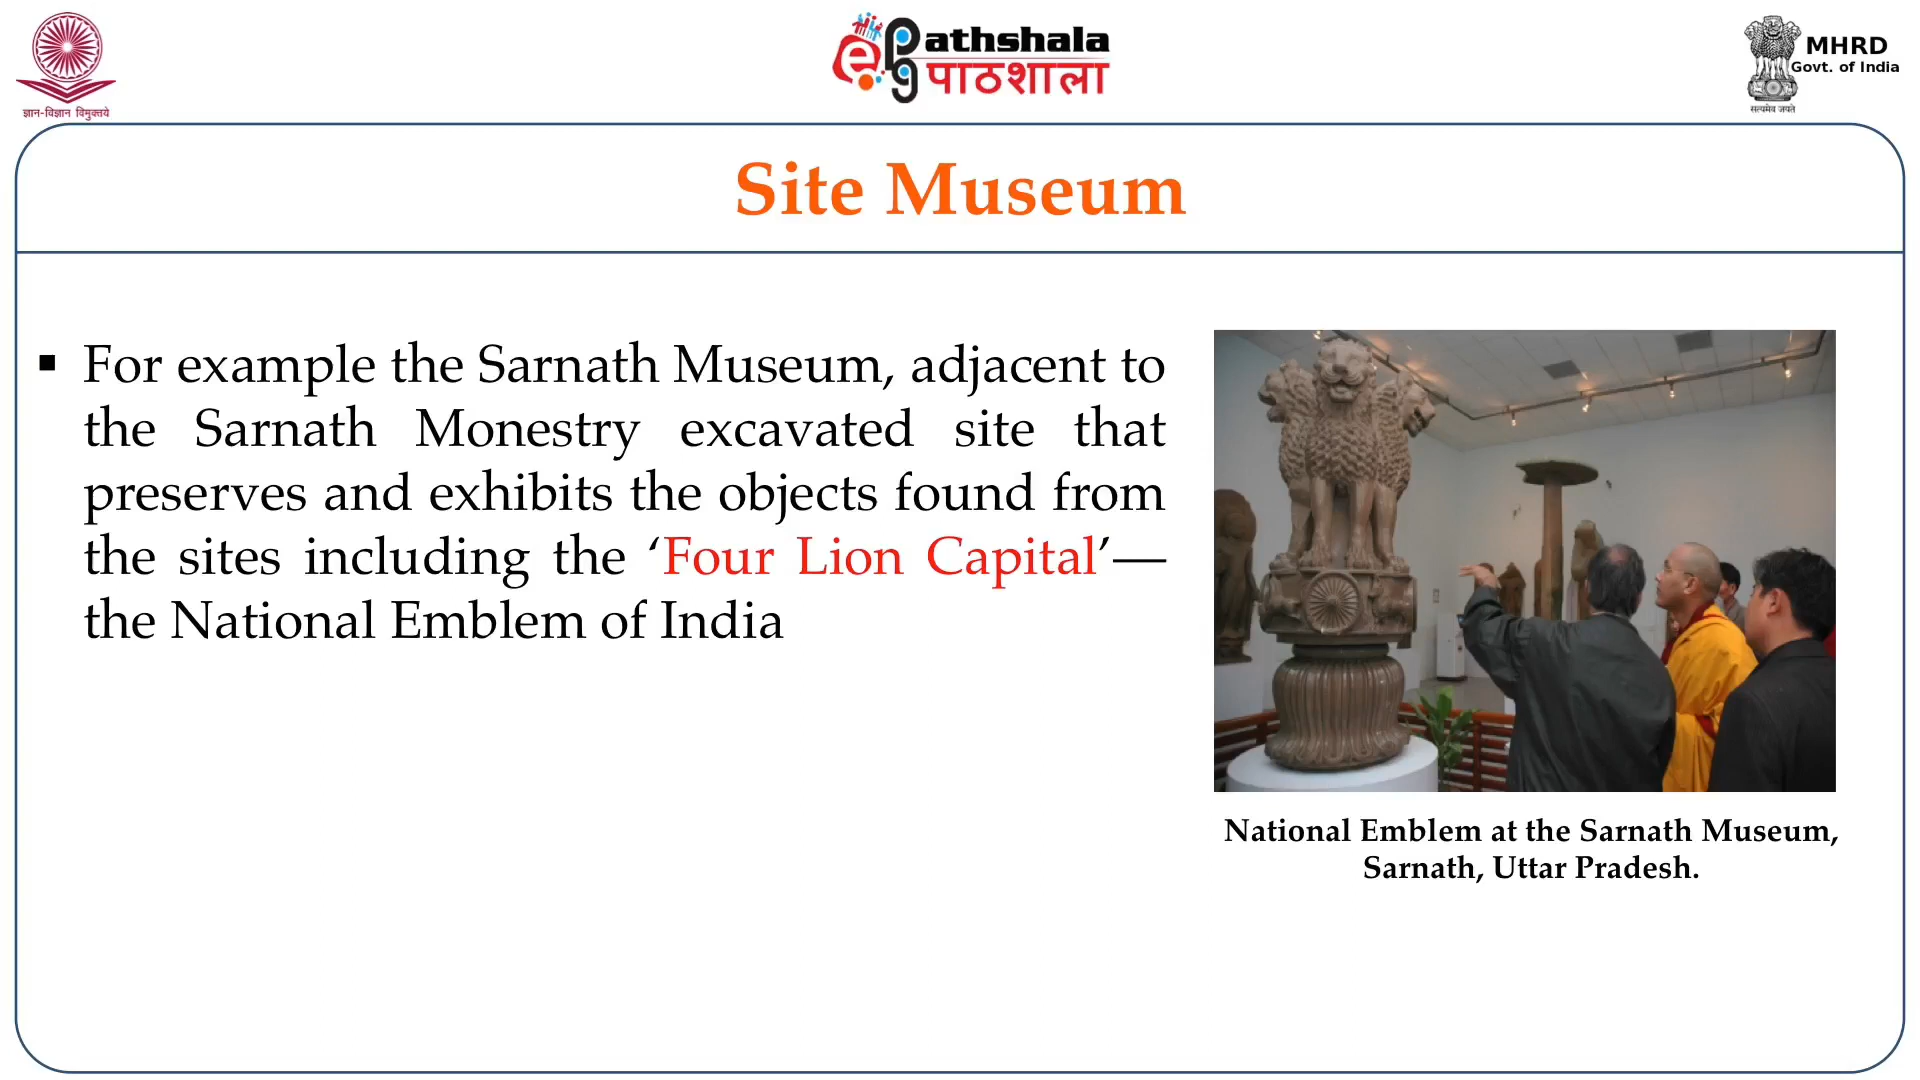 ज्ञान-विज्ञान विमुक्तये
ePathshala
पाठशाला
MHRD
Govt. of India
सत्यमेव जयते
Site Museum
▪ For example the Sarnath Museum, adjacent to
the Sarnath Monestry excavated site that
preserves and exhibits the objects found from
the sites including the ‘Four Lion Capital’—
the National Emblem of India
National Emblem at the Sarnath Museum,
Sarnath, Uttar Pradesh.